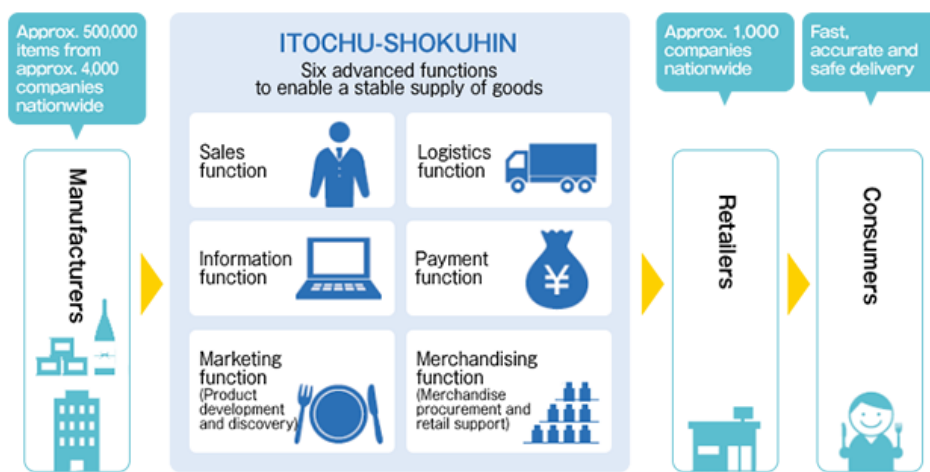 Approx. 500,000
items from
approx. 4,000
companies
nationwide
Manufacturers
ITOCHU-SHOKUHIN
Six advanced functions
to enable a stable supply of goods
Sales
function
Logistics
function
Information
function
Payment
function
¥
Marketing
function
(Product
development
and discovery)
Merchandising
function
(Merchandise
procurement and
retail support)
Approx. 1,000
companies
nationwide
Retailers
Fast,
accurate and
safe delivery
Consumers